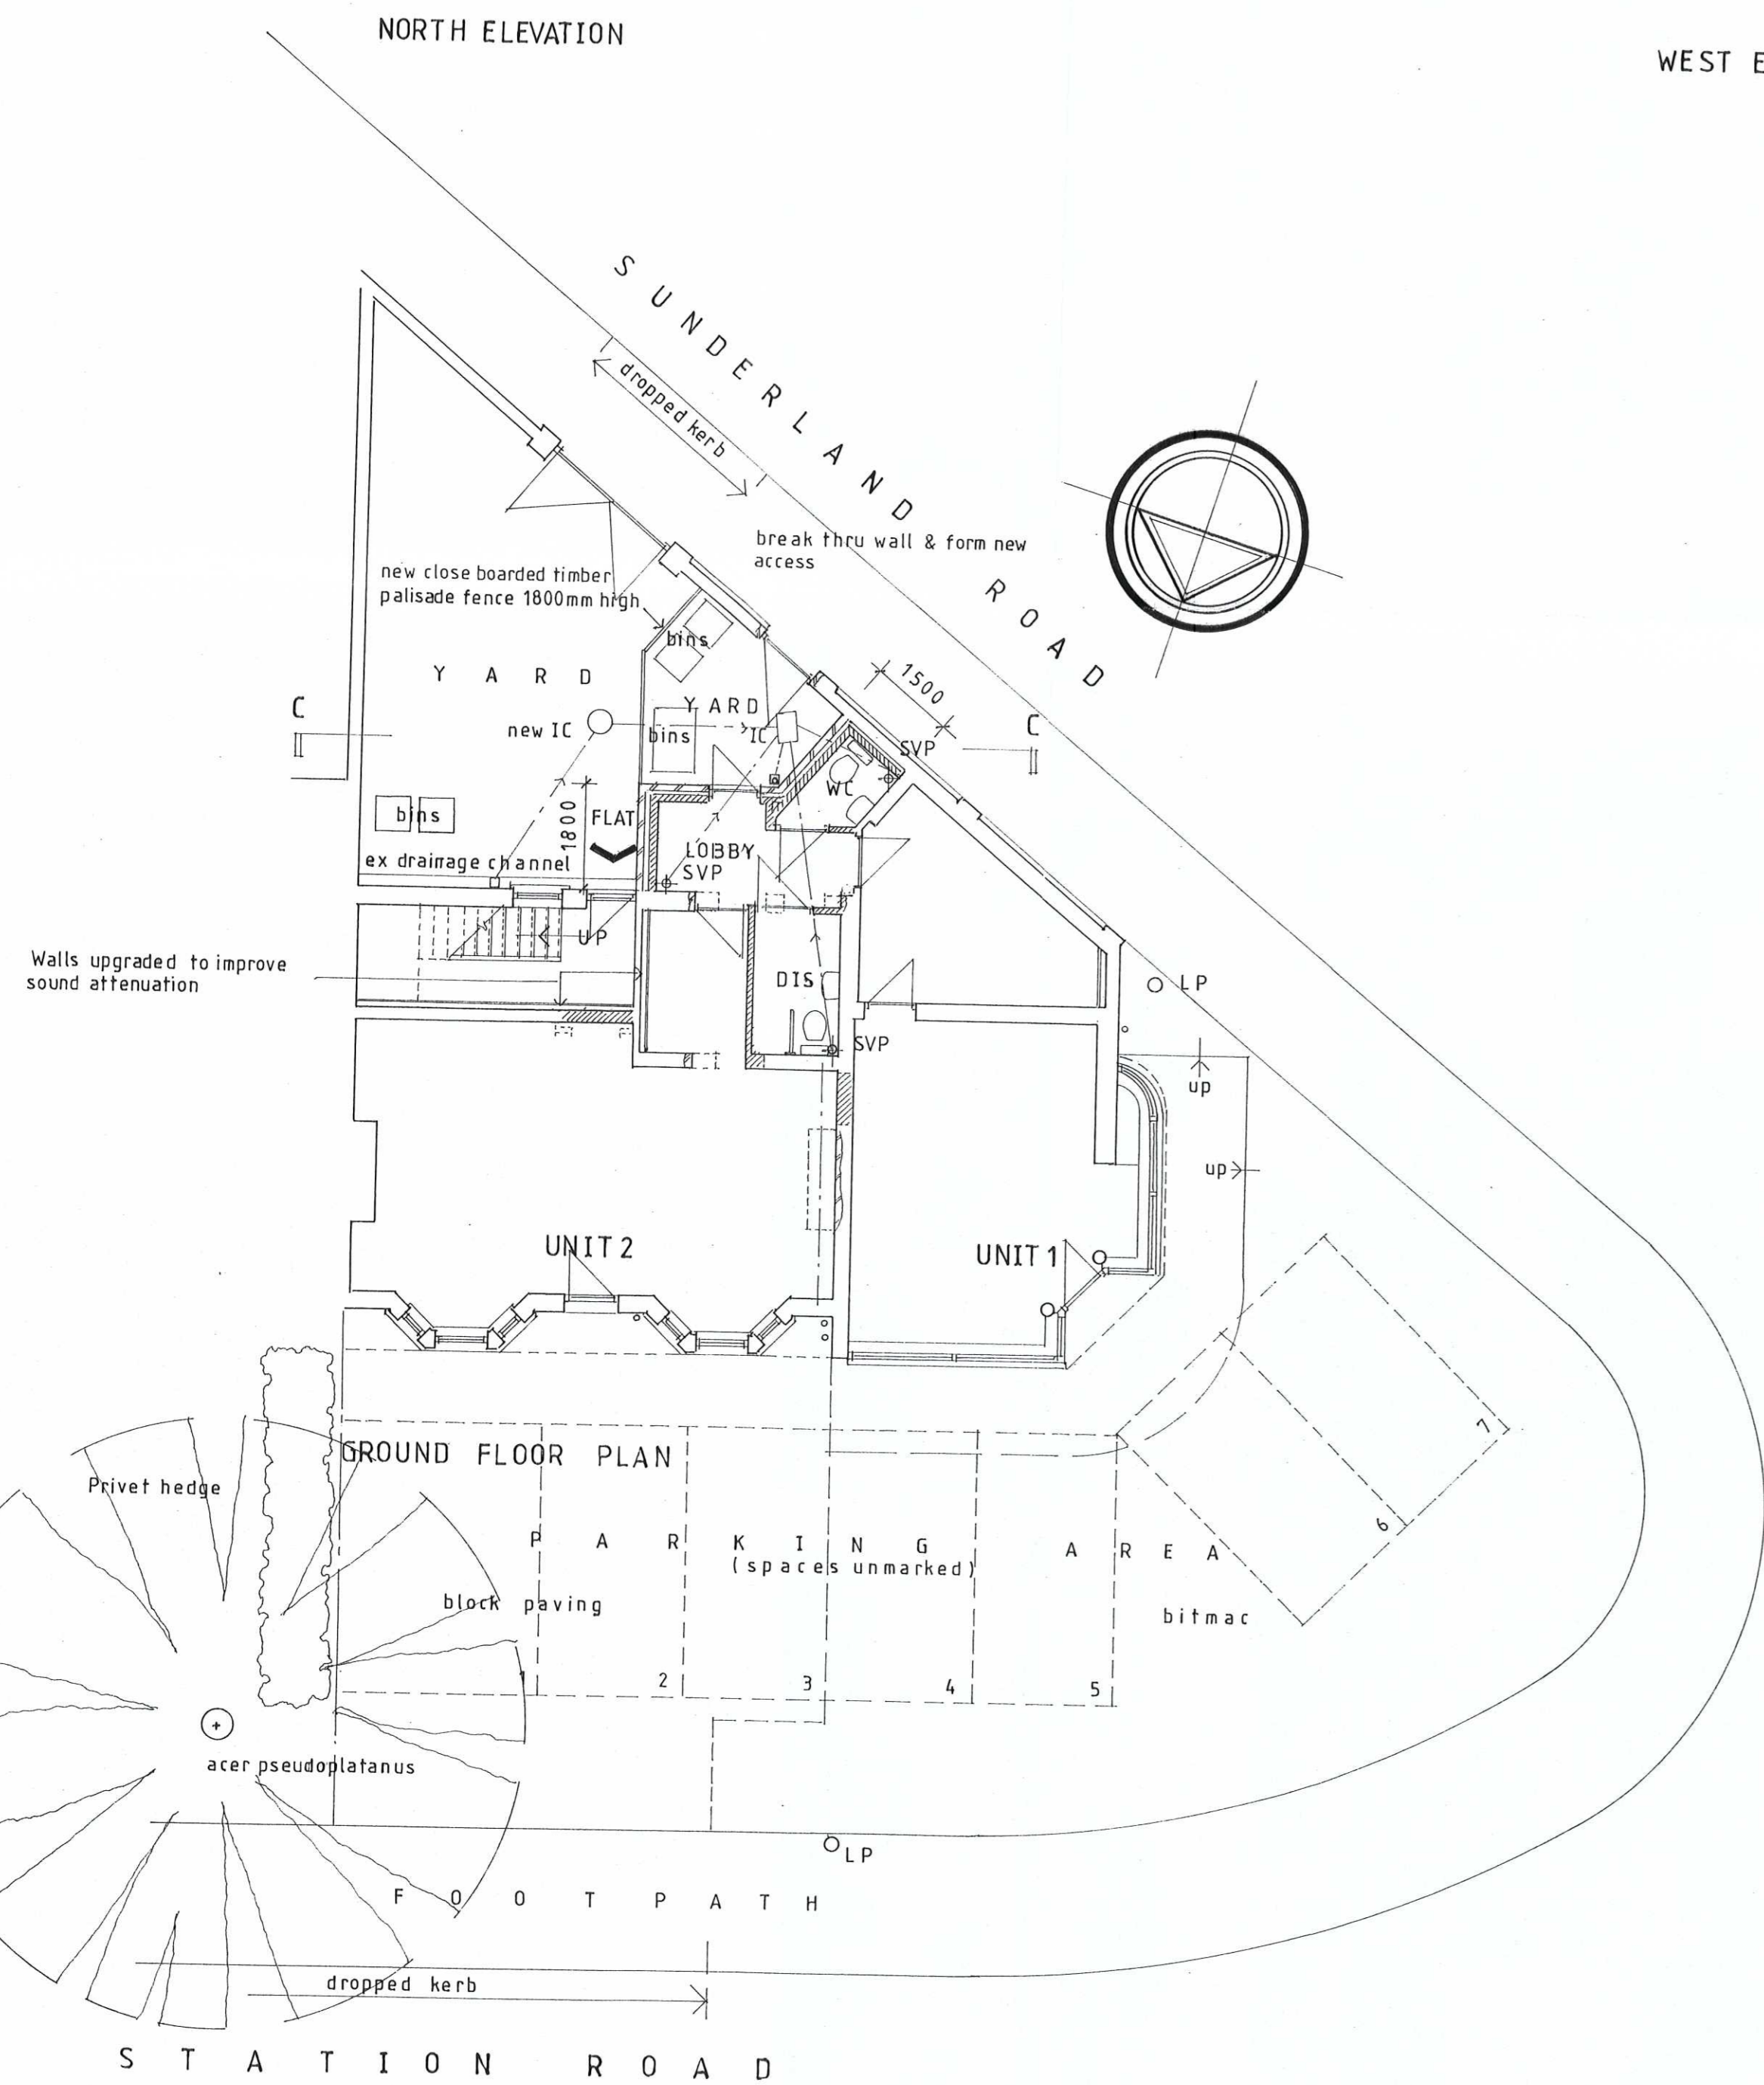 NORTH ELEVATION
WEST E
SUNDERLAND ROAD
dropped kerb
break thru wall & form new
access
new close boarded timber
palisade fence 1800mm high
bins
YARD
YARD
1500
C
C
new IC
bins
IC
SVP
WC
bins
1800
FLAT
LOBBY
SVP
ex drainage channel
UP
Walls upgraded to improve
sound attenuation
DIS
LP
SVP
up
up
UNIT 2
UNIT 1
GROUND FLOOR PLAN
7
Privet hedge
6
PARKING AREA
(spaces unmarked)
block paving
bitmac
2
3
4
5
acer pseudoplatanus
LP
FOOTPATH
dropped kerb
STATION ROAD